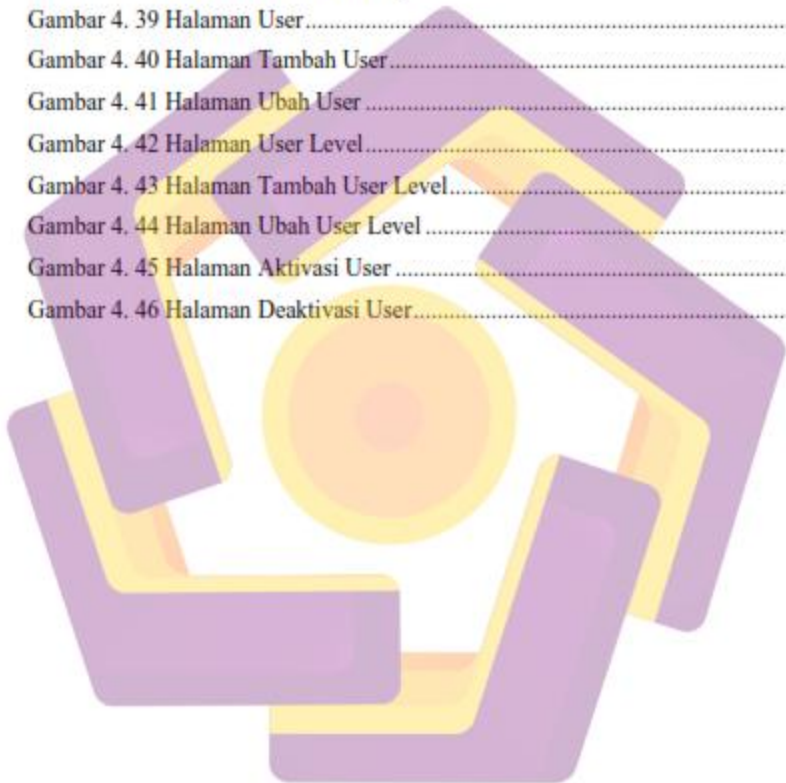 Gambar 4. 39 Halaman User....................................................................................
Gambar 4. 40 Halaman Tambah User....................................................................
Gambar 4. 41 Halaman Ubah User ........................................................................
Gambar 4. 42 Halaman User Level.........................................................................
Gambar 4. 43 Halaman Tambah User Level..........................................................
Gambar 4. 44 Halaman Ubah User Level ..............................................................
Gambar 4. 45 Halaman Aktivasi User ...................................................................
Gambar 4. 46 Halaman Deaktivasi User................................................................